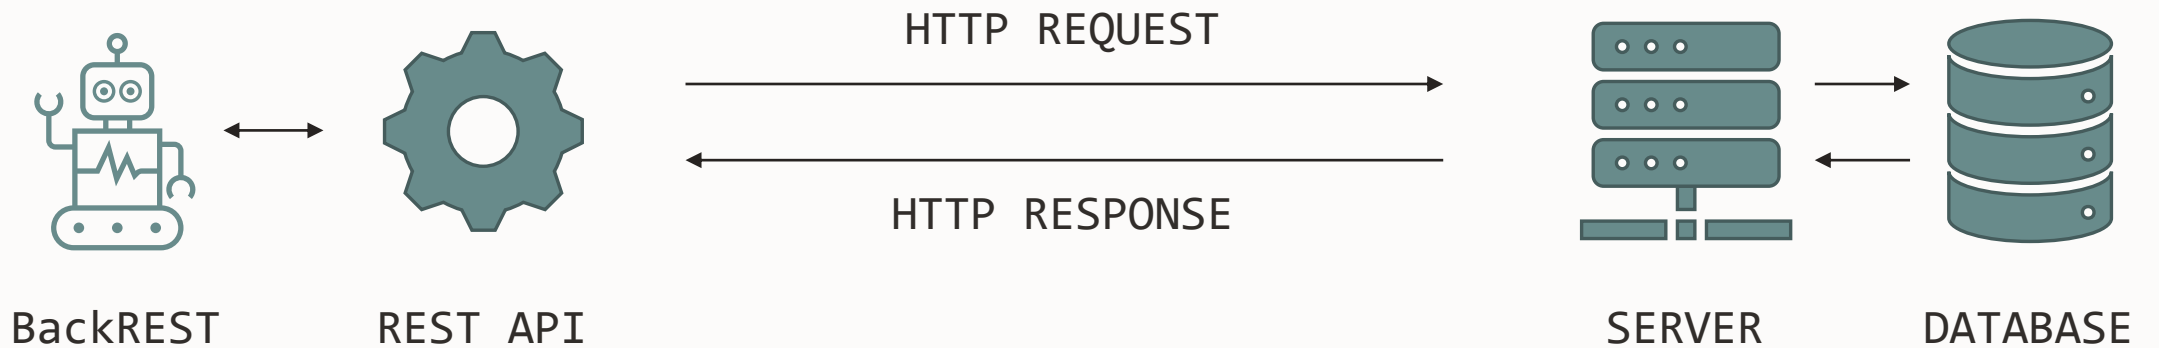 HTTP REQUEST
HTTP RESPONSE
BackREST
REST API
SERVER
DATABASE